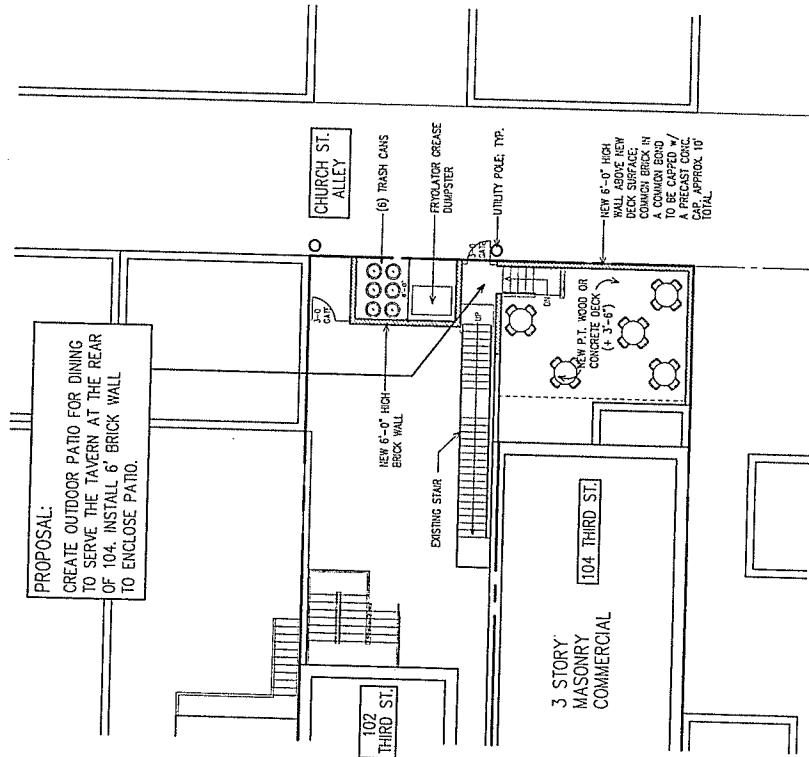 PROPOSAL:
CREATE OUTDOOR PATIO FOR DINING
TO SERVE THE TAVERN AT THE REAR
OF 104. INSTALL 6' BRICK WALL
TO ENCLOSE PATIO.
CHURCH ST.
ALLEY
(6) TRASH CANS
FRYOLATOR GREASE
DUMPSTER
UTILITY POLE; TYP.
NEW 6'-0" HIGH
WALL ABOVE NEW
DECK SURFACE;
COMMON BRICK IN
A COMMON BOND
TO BE CAPPED W/
A PRECAST CONC.
CAP. APPROX. 10'
TOTAL.
3'-0
GATE
3'-0
GATE
NEW 6'-0" HIGH
BRICK WALL
UP
DN
NEW P.T. WOOD OR
CONCRETE DECK
(+ 3'-6")
EXISTING STAIR
102
THIRD ST.
104 THIRD ST.
3 STORY
MASONRY
COMMERCIAL